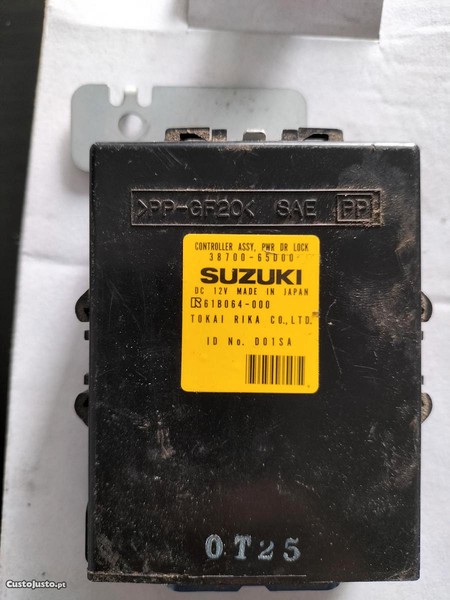 >PP-GF20< SAE PP
CONTROLLER ASSY, PWR DR LOCK
38700-65D00
SUZUKI
DC 12V MADE IN JAPAN
R 61B064-000
TOKAI RIKA CO.,LTD.
ID No. D01SA
0T25
Custojusto.pt